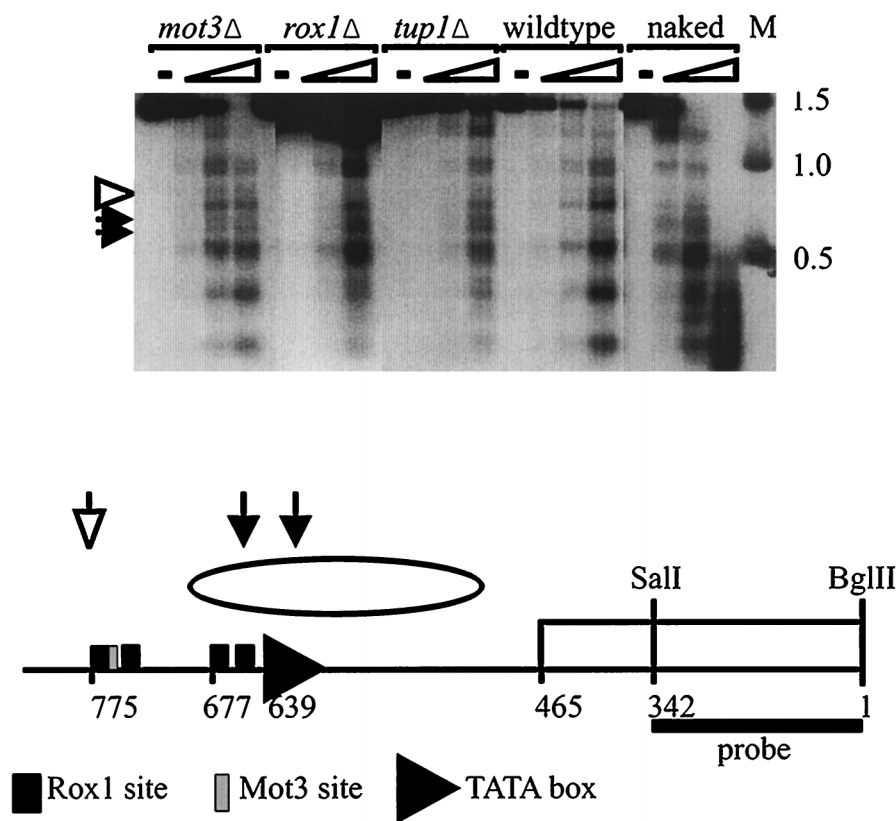 mot3Δ rox1Δ tup1Δ wildtype naked M
- - - - -
1.5
1.0
0.5
SalI BglII
775 677 639 465 342 1
probe
Rox1 site Mot3 site TATA box